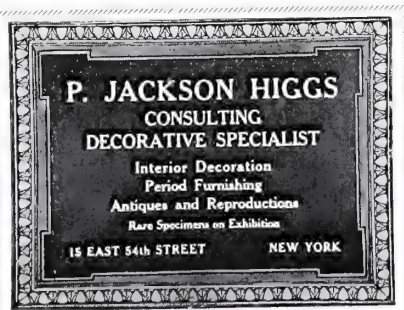 P. JACKSON HIGGS
CONSULTING
DECORATIVE SPECIALIST
Interior Decoration
Period Furnishing
Antiques and Reproductions
Rare Specimens on Exhibition
15 EAST 54th STREET NEW YORK